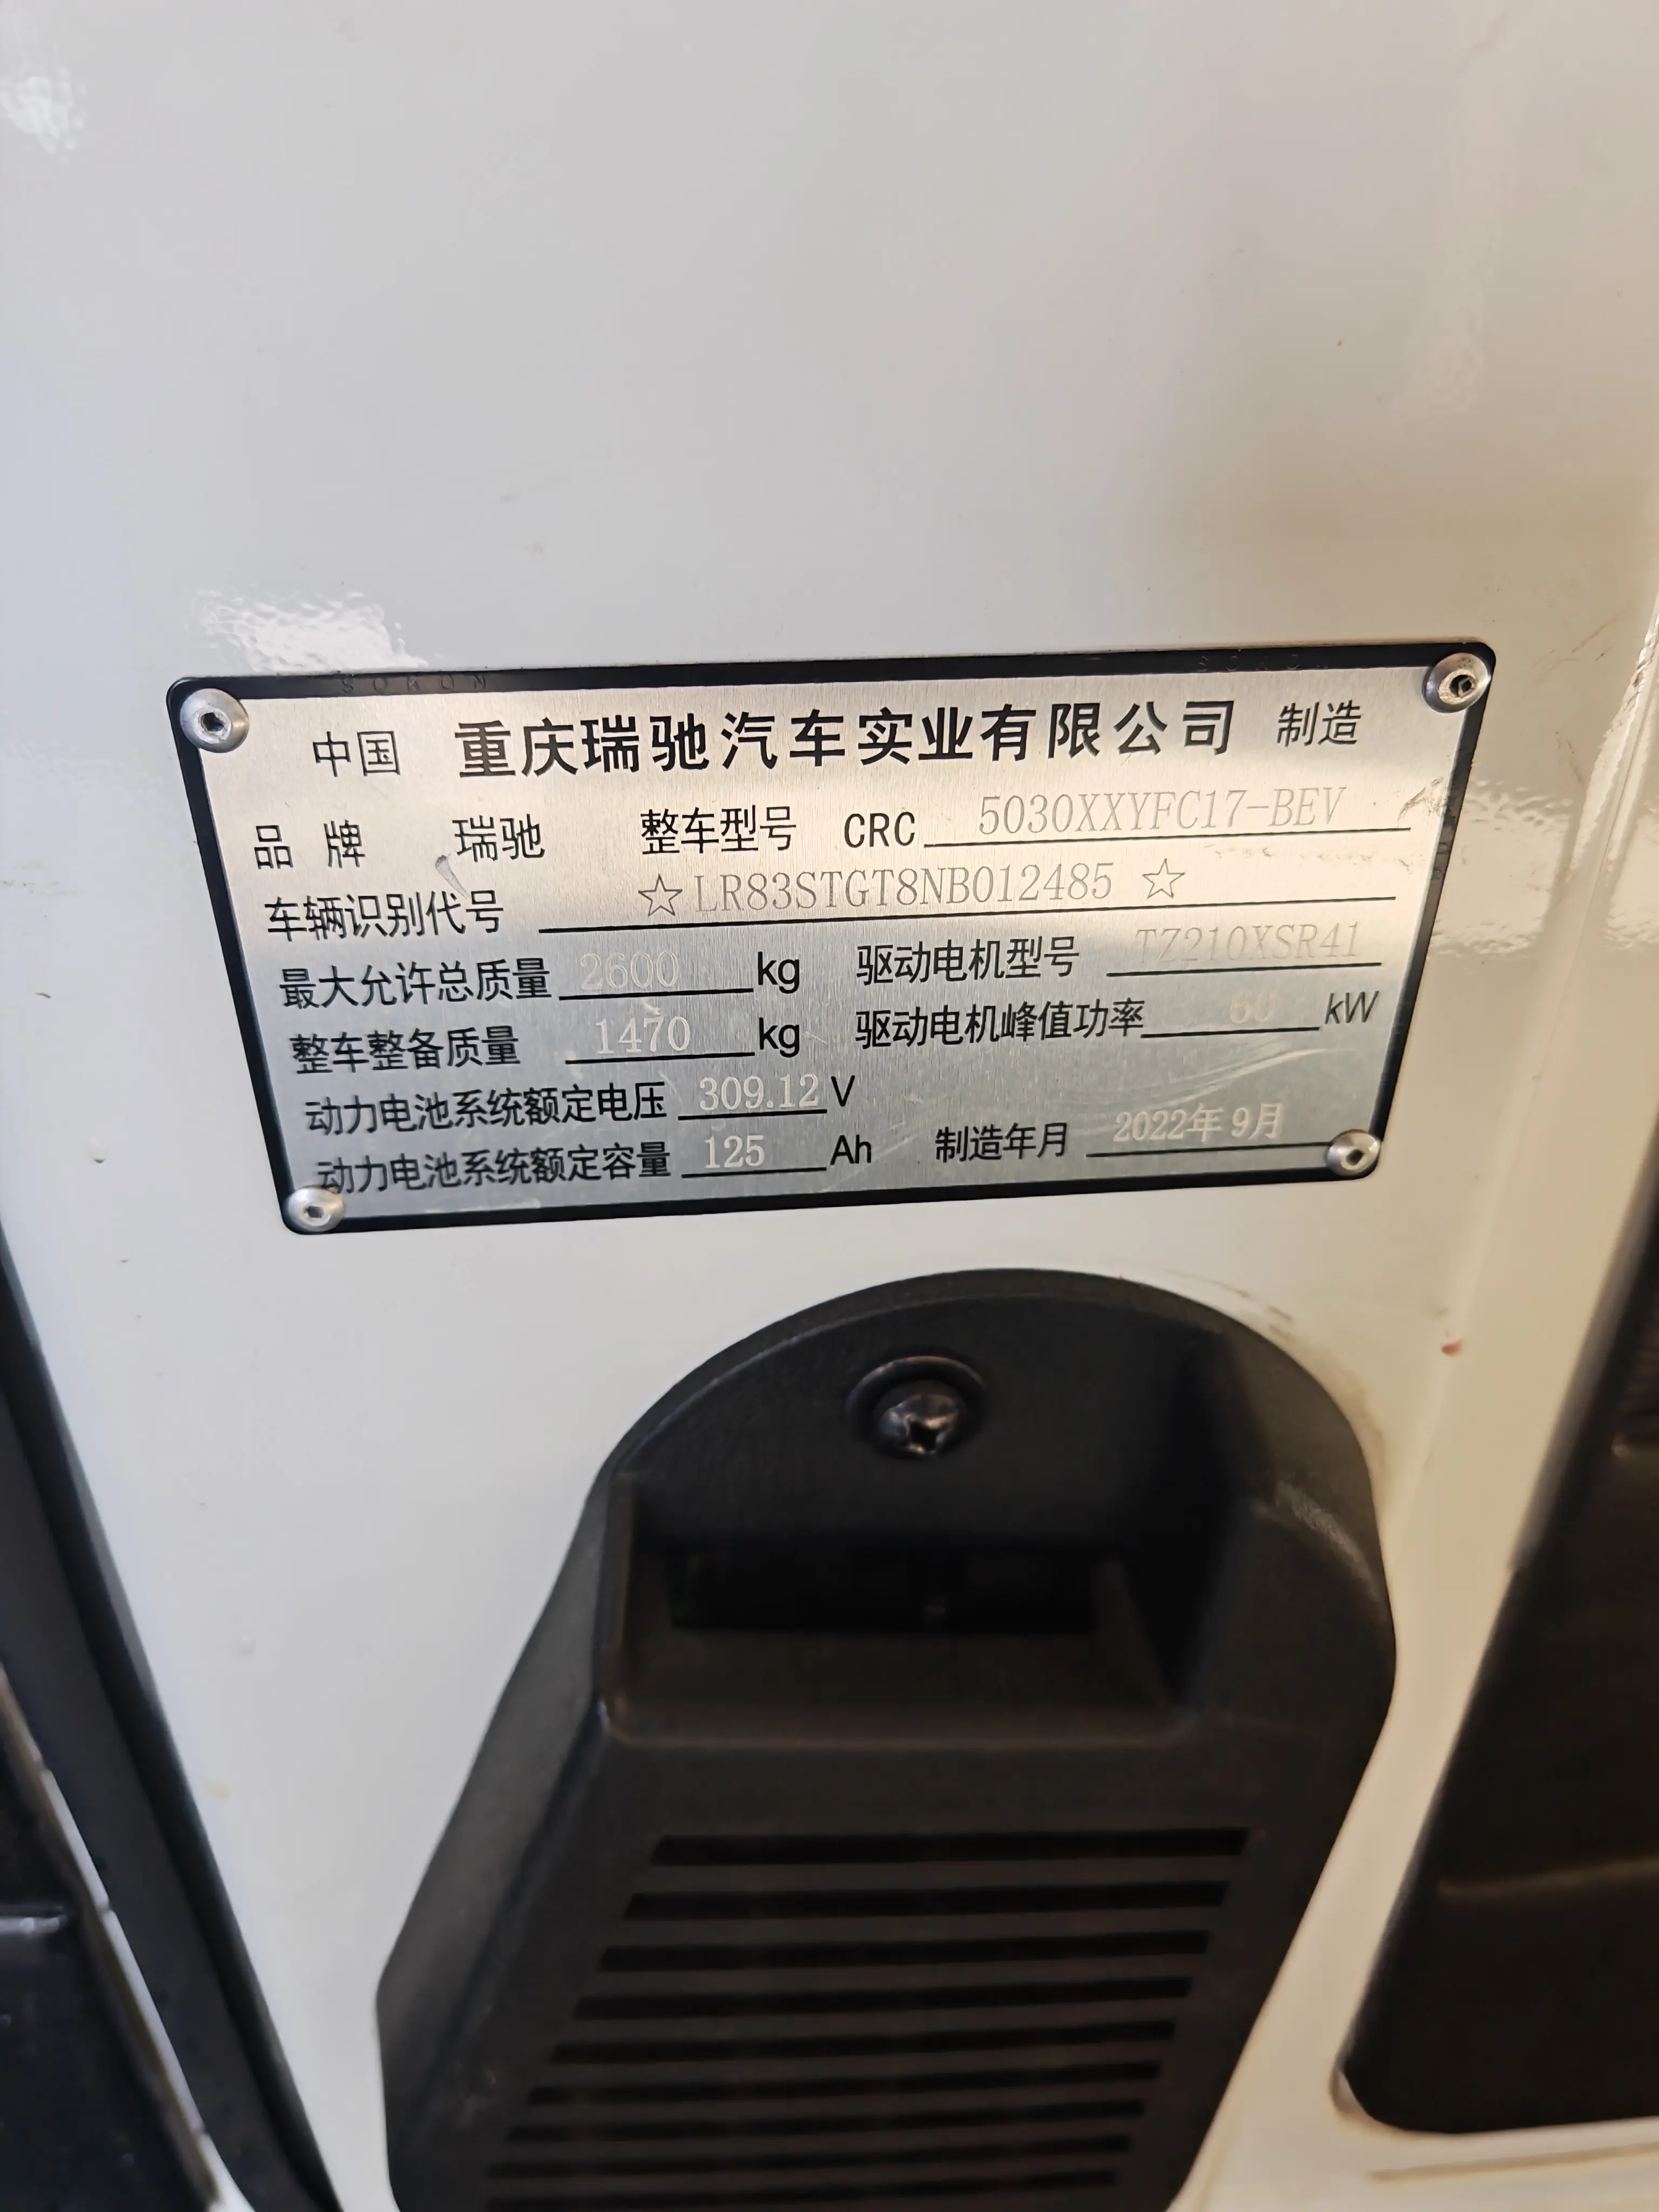 SOKON
中国 重庆瑞驰汽车实业有限公司 制造
品牌 瑞驰 整车型号 CRC 5030XXYFC17-BEV
车辆识别代号 ☆LR83STGT8NB012485☆
最大允许总质量 2600 kg 驱动电机型号 TZ210XSR41
整车整备质量 1470 kg 驱动电机峰值功率 60 kW
动力电池系统额定电压 309.12 V
动力电池系统额定容量 125 Ah 制造年月 2022年9月